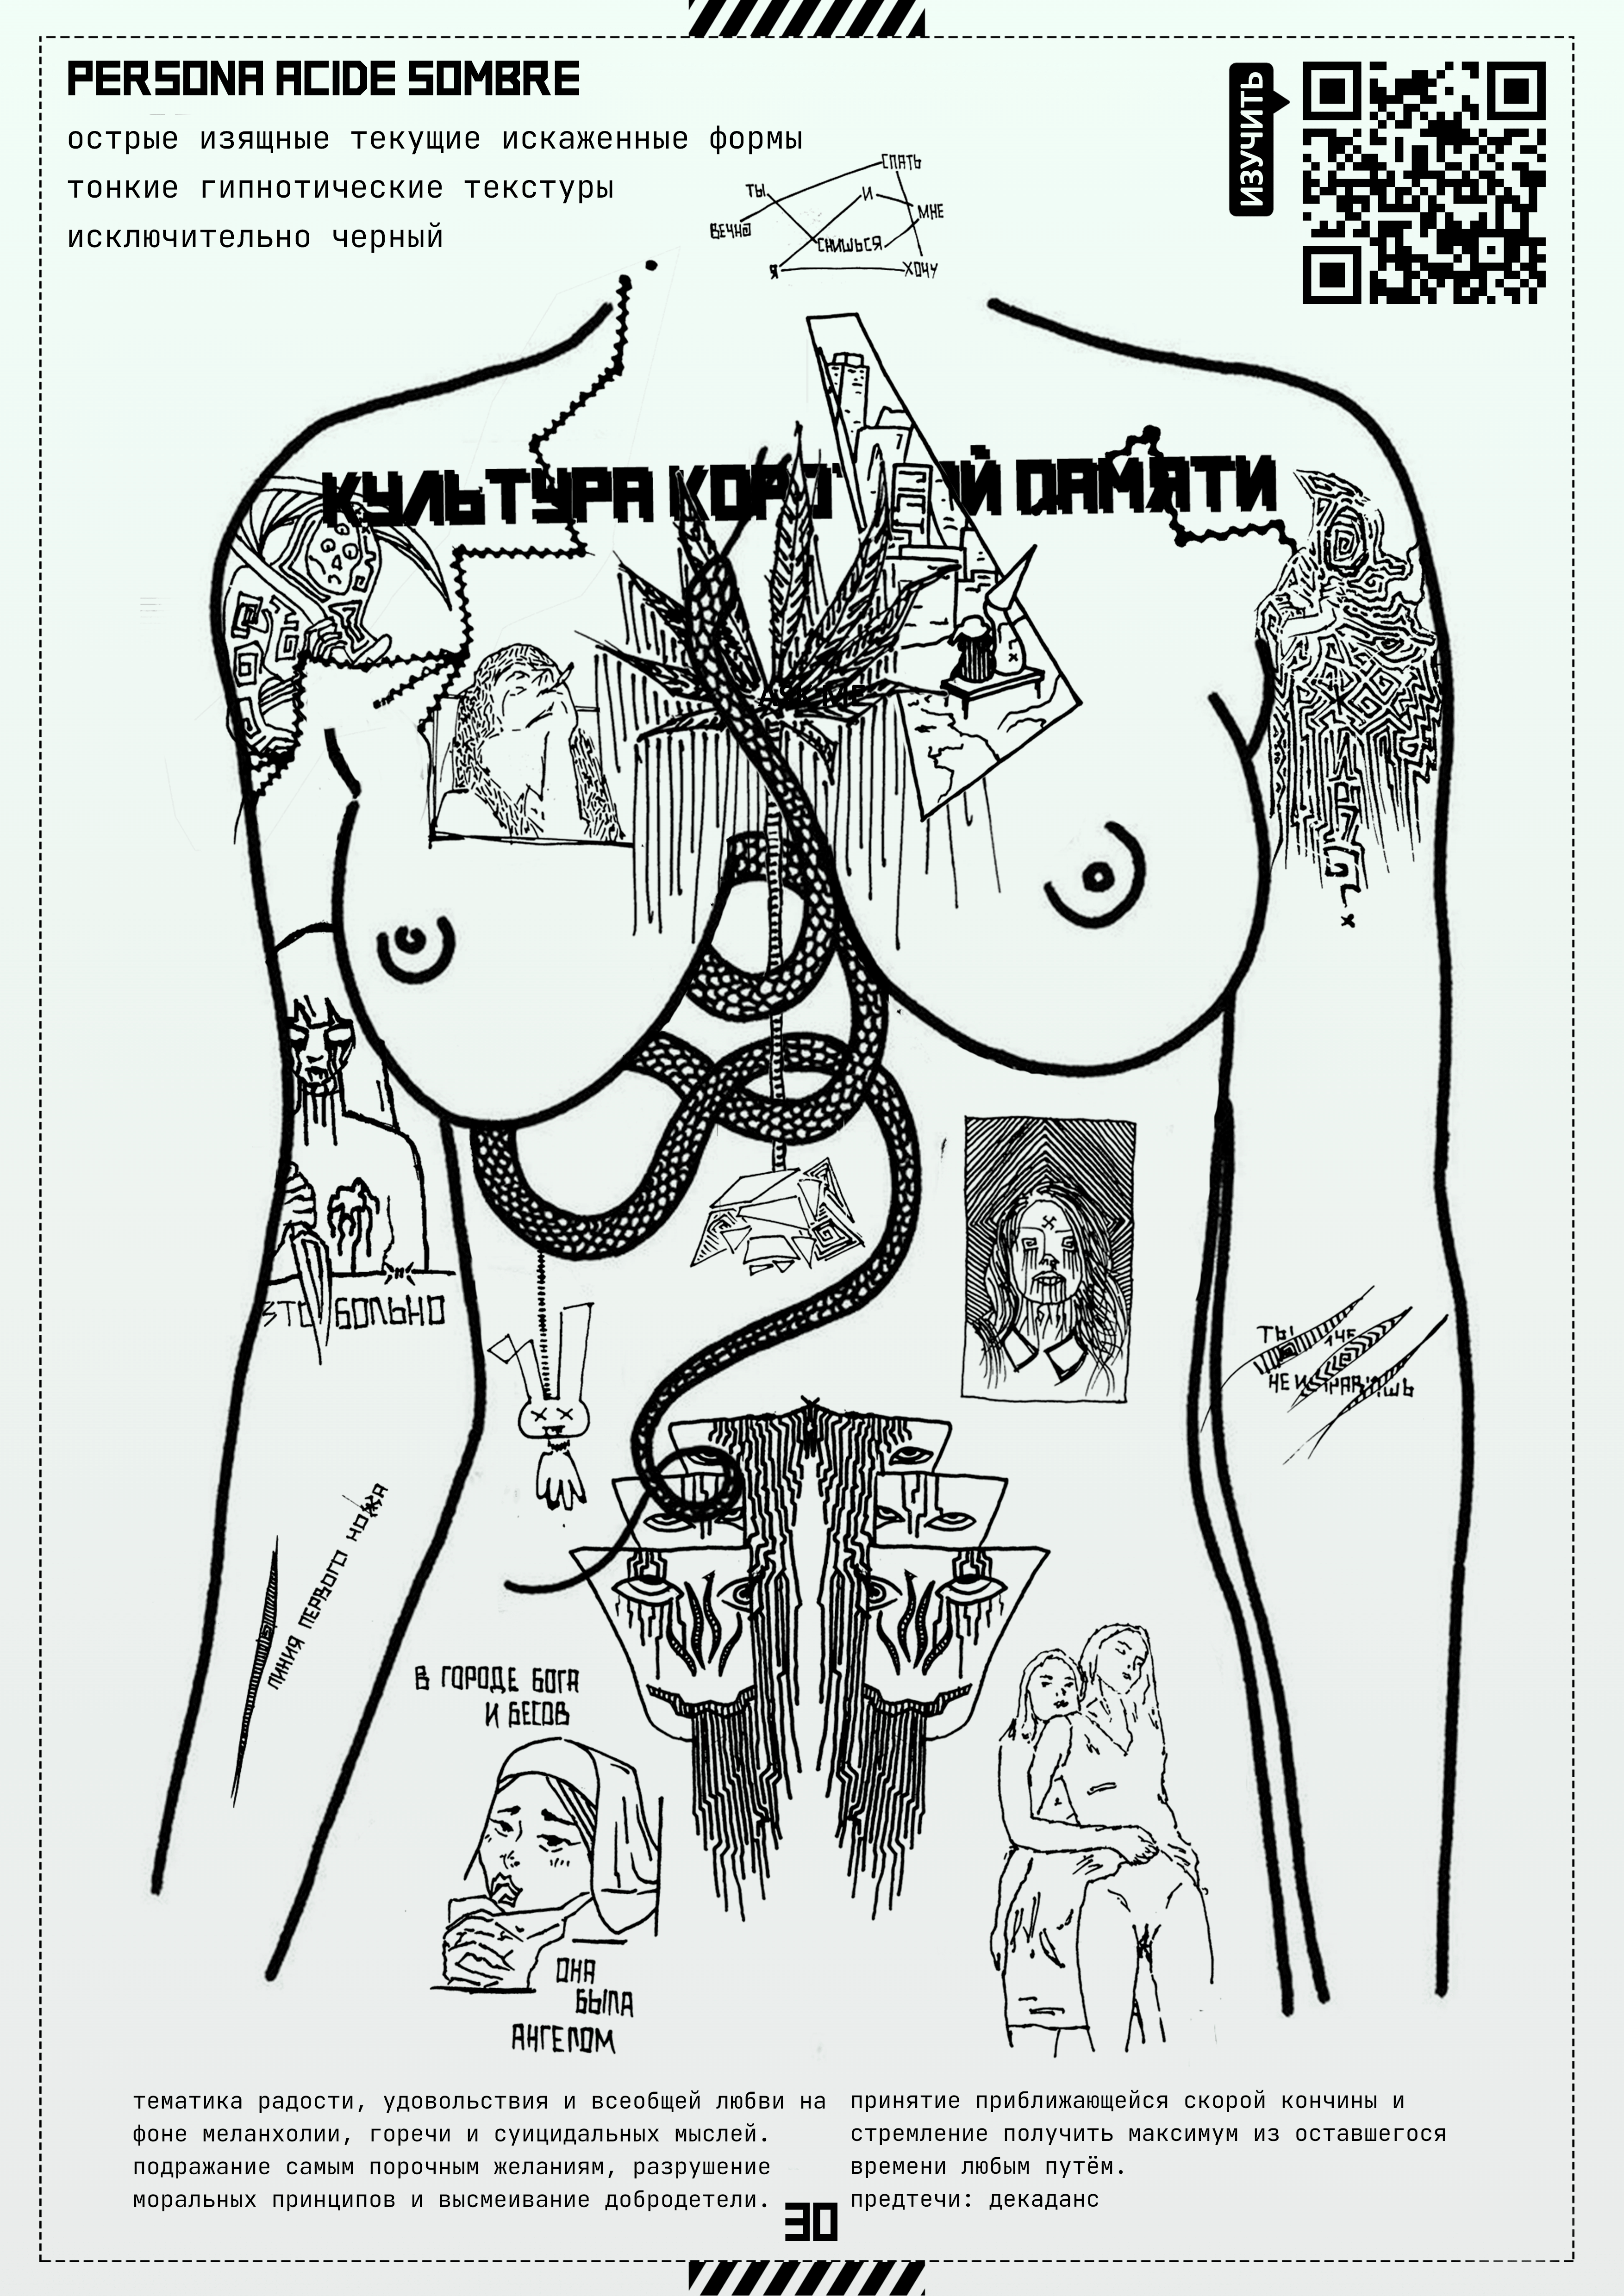 PERSONA ACIDE SOMBRE
острые изящные текущие искаженные формы
тонкие гипнотические текстуры
исключительно черный
ИЗУЧИТЬ
СПАТЬ
ТЫ
И
МНЕ
ВЕЧНО
СНИШЬСЯ
Я
ХОЧУ
КУЛЬТУРА КОРОТ ОЙ ПАМЯТИ
ЭТО БОЛЬНО
ТЫ
ЛИНИЯ ПЕРВОГО НОЖА
В ГОРОДЕ БОГА
И БЕСОВ
ОНА
БЫЛА
АНГЕЛОМ
тематика радости, удовольствия и всеобщей любви на
фоне меланхолии, горечи и суицидальных мыслей.
подражание самым порочным желаниям, разрушение
моральных принципов и высмеивание добродетели.
принятие приближающейся скорой кончины и
стремление получить максимум из оставшегося
времени любым путём.
предтечи: декаданс
30